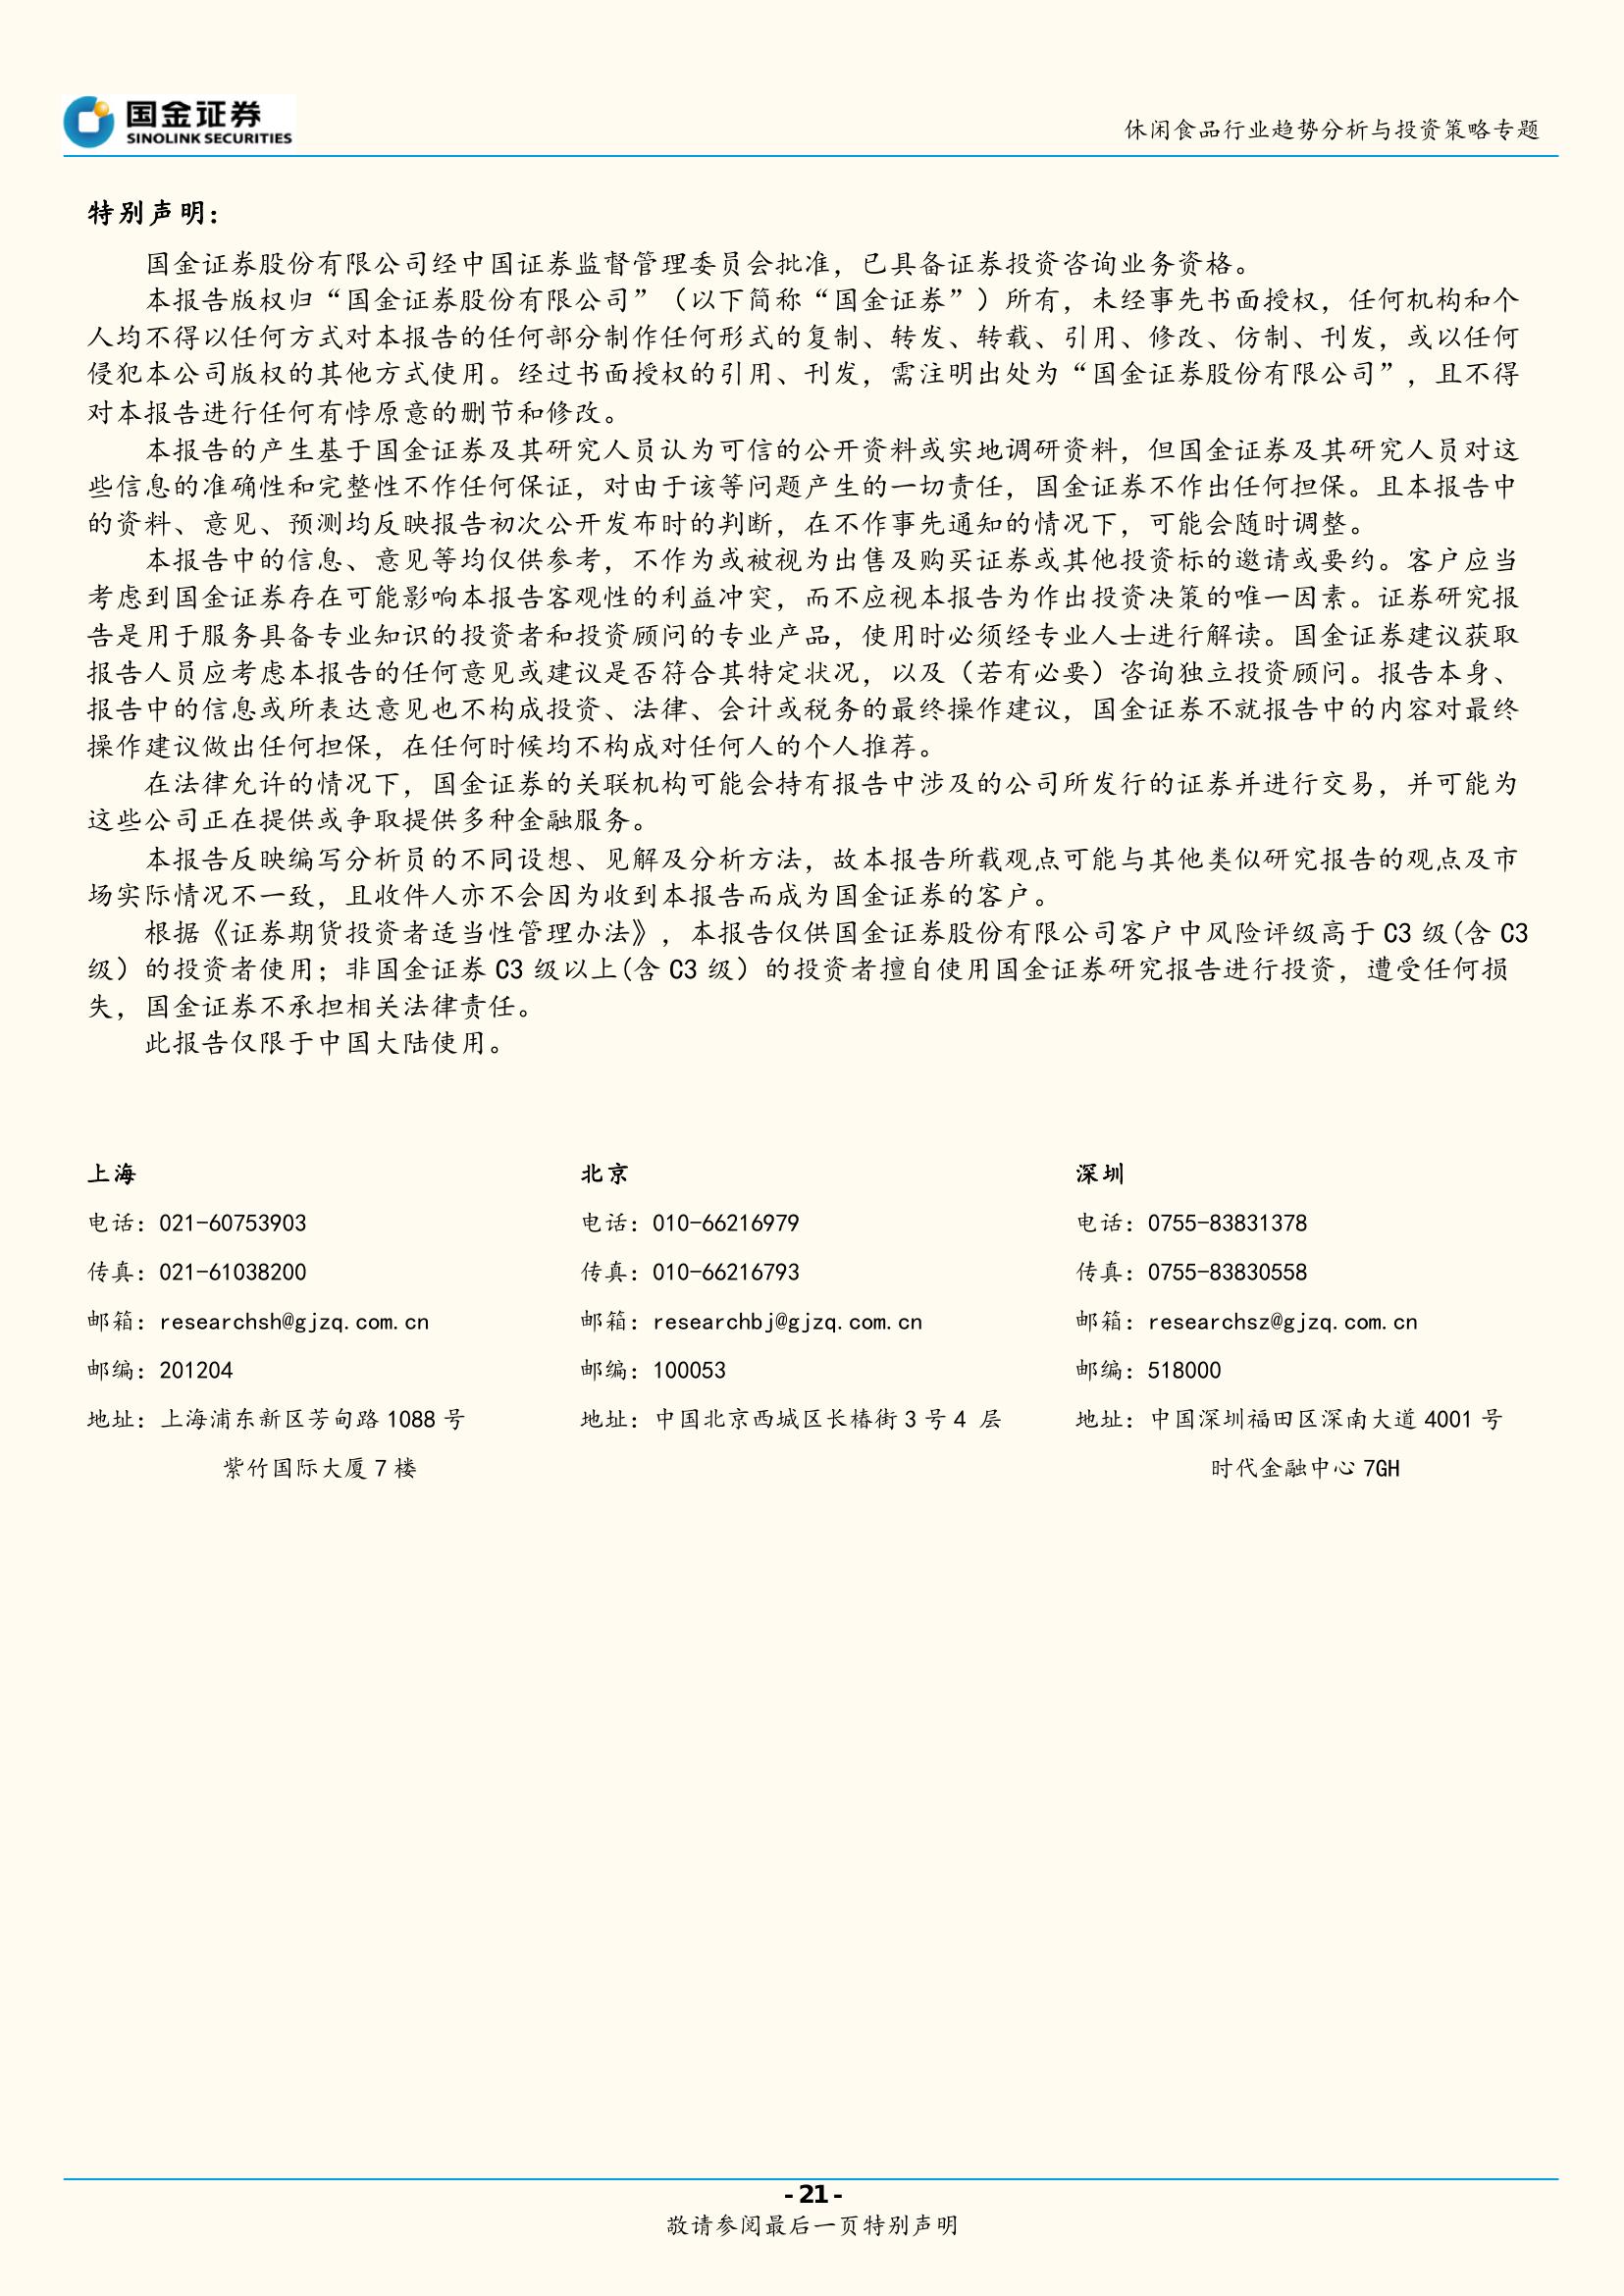 国金证券
SINOLINK SECURITIES
休闲食品行业趋势分析与投资策略专题
特别声明：
国金证券股份有限公司经中国证券监督管理委员会批准，已具备证券投资咨询业务资格。
本报告版权归“国金证券股份有限公司”（以下简称“国金证券”）所有，未经事先书面授权，任何机构和个
人均不得以任何方式对本报告的任何部分制作任何形式的复制、转发、转载、引用、修改、仿制、刊发，或以任何
侵犯本公司版权的其他方式使用。经过书面授权的引用、刊发，需注明出处为“国金证券股份有限公司”，且不得
对本报告进行任何有悖原意的删节和修改。
本报告的产生基于国金证券及其研究人员认为可信的公开资料或实地调研资料，但国金证券及其研究人员对这
些信息的准确性和完整性不作任何保证，对由于该等问题产生的一切责任，国金证券不作出任何担保。且本报告中
的资料、意见、预测均反映报告初次公开发布时的判断，在不作事先通知的情况下，可能会随时调整。
本报告中的信息、意见等均仅供参考，不作为或被视为出售及购买证券或其他投资标的邀请或要约。客户应当
考虑到国金证券存在可能影响本报告客观性的利益冲突，而不应视本报告为作出投资决策的唯一因素。证券研究报
告是用于服务具备专业知识的投资者和投资顾问的专业产品，使用时必须经专业人士进行解读。国金证券建议获取
报告人员应考虑本报告的任何意见或建议是否符合其特定状况，以及（若有必要）咨询独立投资顾问。报告本身、
报告中的信息或所表达意见也不构成投资、法律、会计或税务的最终操作建议，国金证券不就报告中的内容对最终
操作建议做出任何担保，在任何时候均不构成对任何人的个人推荐。
在法律允许的情况下，国金证券的关联机构可能会持有报告中涉及的公司所发行的证券并进行交易，并可能为
这些公司正在提供或争取提供多种金融服务。
本报告反映编写分析员的不同设想、见解及分析方法，故本报告所载观点可能与其他类似研究报告的观点及市
场实际情况不一致，且收件人亦不会因为收到本报告而成为国金证券的客户。
根据《证券期货投资者适当性管理办法》，本报告仅供国金证券股份有限公司客户中风险评级高于 C3 级(含 C3
级）的投资者使用；非国金证券 C3 级以上(含 C3 级）的投资者擅自使用国金证券研究报告进行投资，遭受任何损
失，国金证券不承担相关法律责任。
此报告仅限于中国大陆使用。
上海
电话：021-60753903
传真：021-61038200
邮箱：researchsh@gjzq.com.cn
邮编：201204
地址：上海浦东新区芳甸路 1088 号
紫竹国际大厦 7 楼
北京
电话：010-66216979
传真：010-66216793
邮箱：researchbj@gjzq.com.cn
邮编：100053
地址：中国北京西城区长椿街 3 号 4 层
深圳
电话：0755-83831378
传真：0755-83830558
邮箱：researchsz@gjzq.com.cn
邮编：518000
地址：中国深圳福田区深南大道 4001 号
时代金融中心 7GH
- 21 -
敬请参阅最后一页特别声明